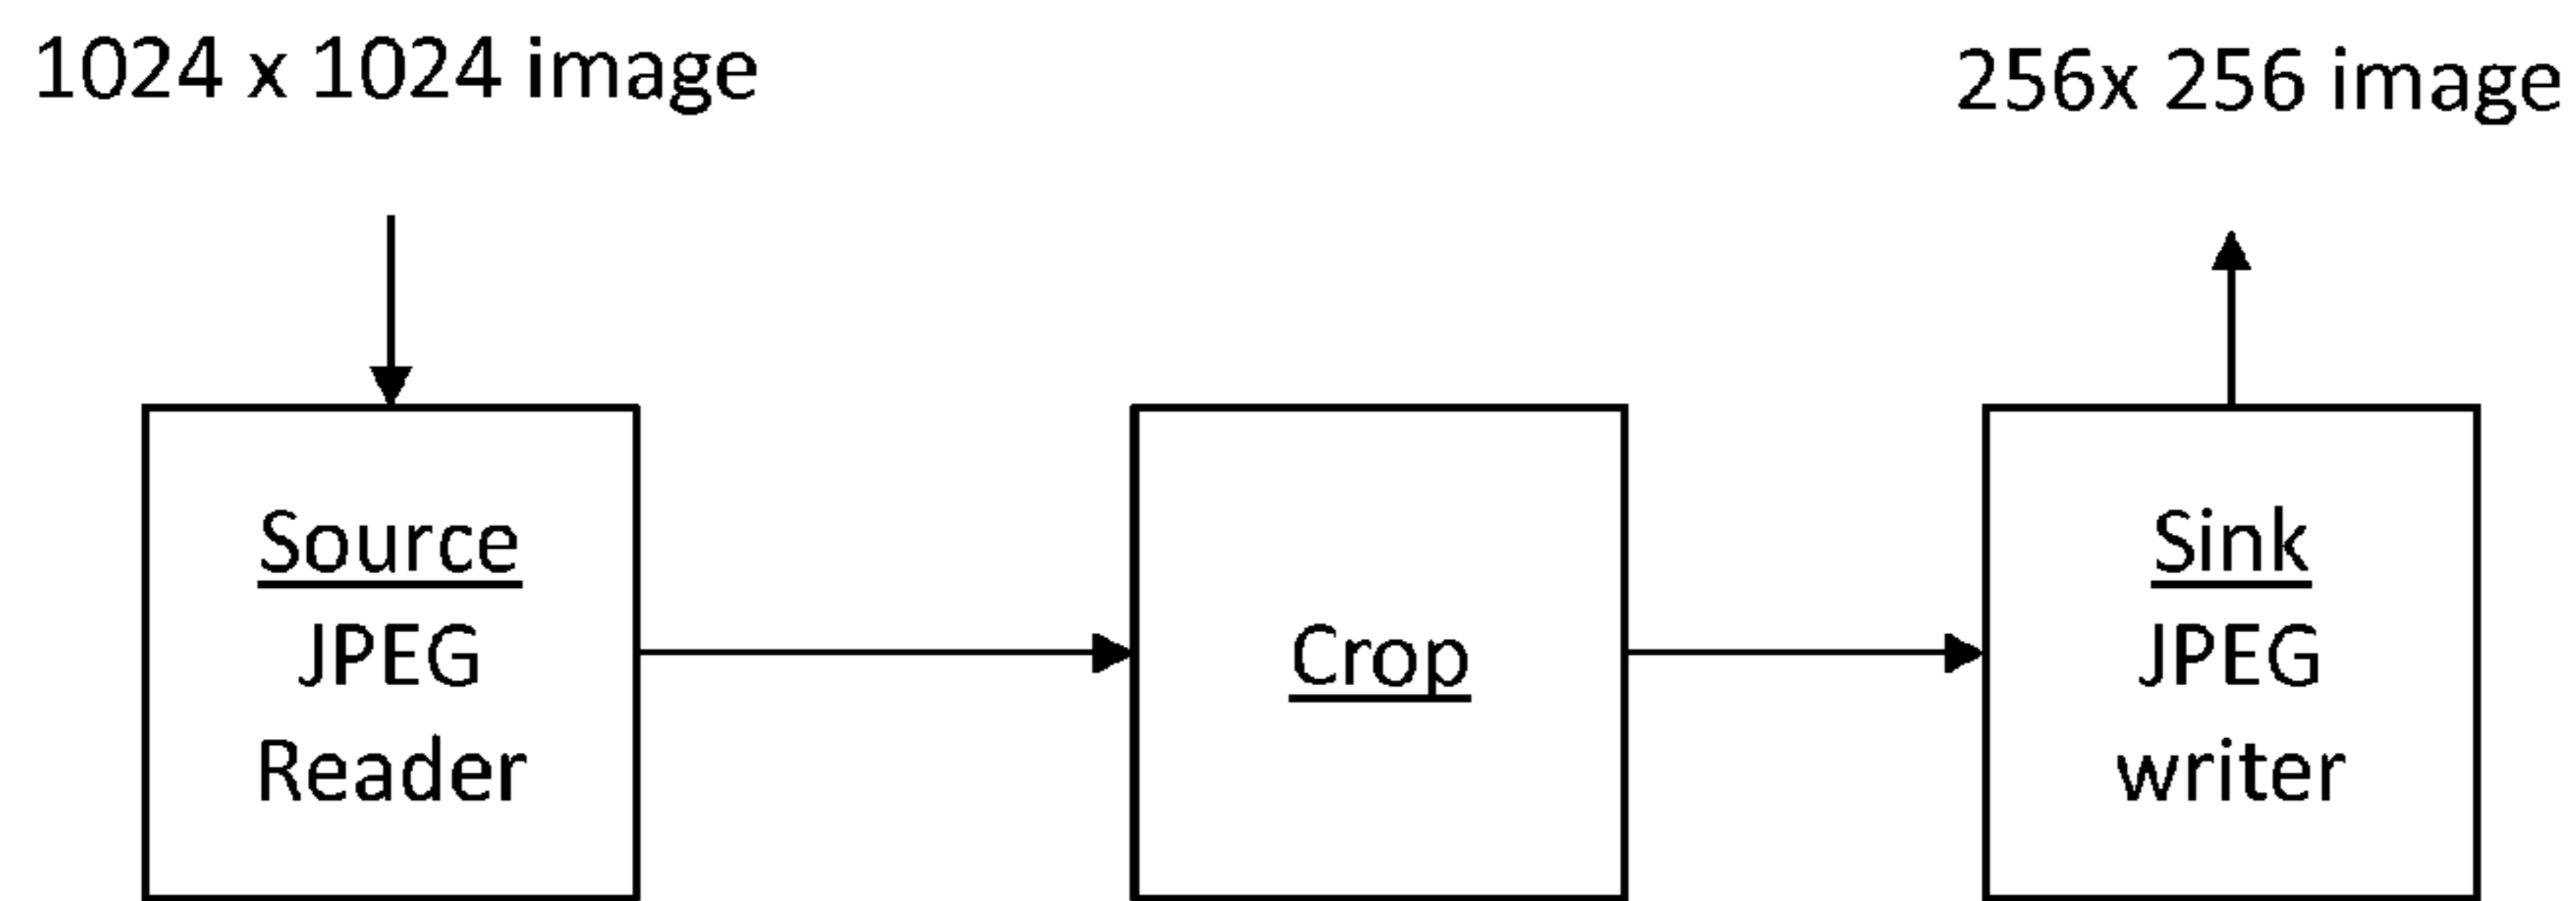 1024 x 1024 image
256x 256 image
Source
JPEG
Reader
Crop
Sink
JPEG
writer